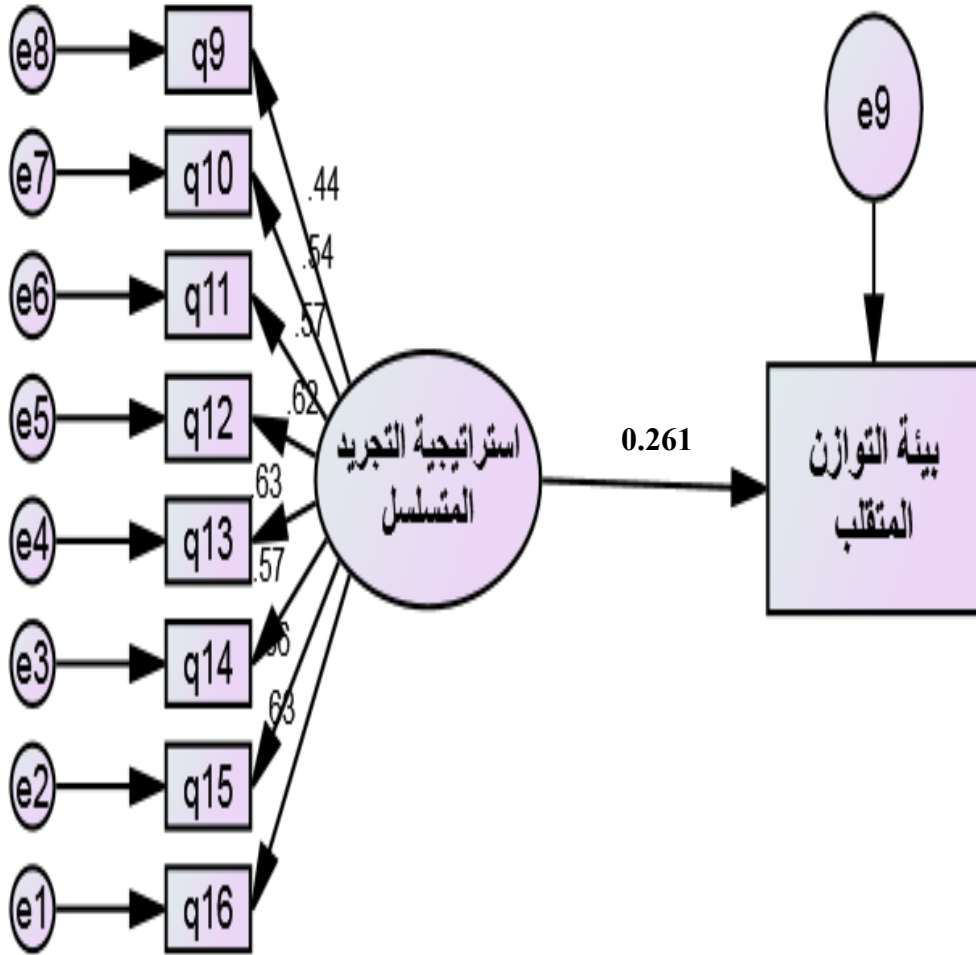 e8
q9
e9
e7
q10
.44
.54
e6
q11
.57
e5
q12
.62
استراتيجية التجريد
المتسلسل
0.261
بيئة التوازن
المتقلب
.63
e4
q13
.57
e3
q14
e2
q15
.63
e1
q16